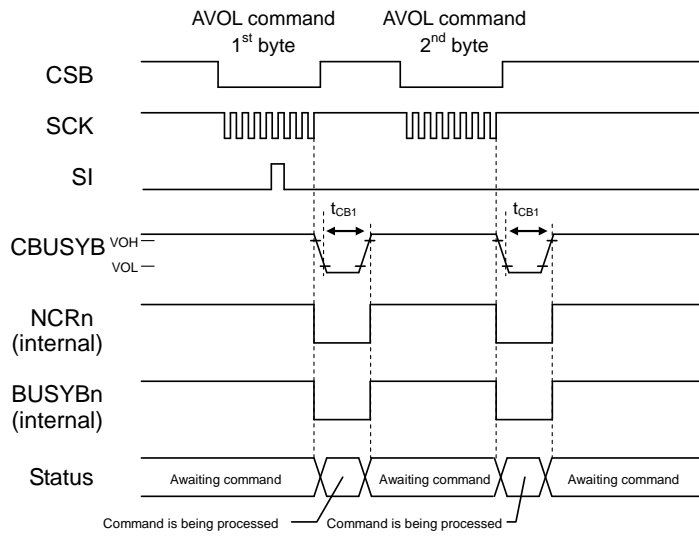 AVOL command
1st byte
AVOL command
2nd byte
CSB
SCK
SI
tCB1
tCB1
CBUSYB
VOH
VOL
NCRn
(internal)
BUSYBn
(internal)
Status
Awaiting command
Awaiting command
Awaiting command
Command is being processed
Command is being processed